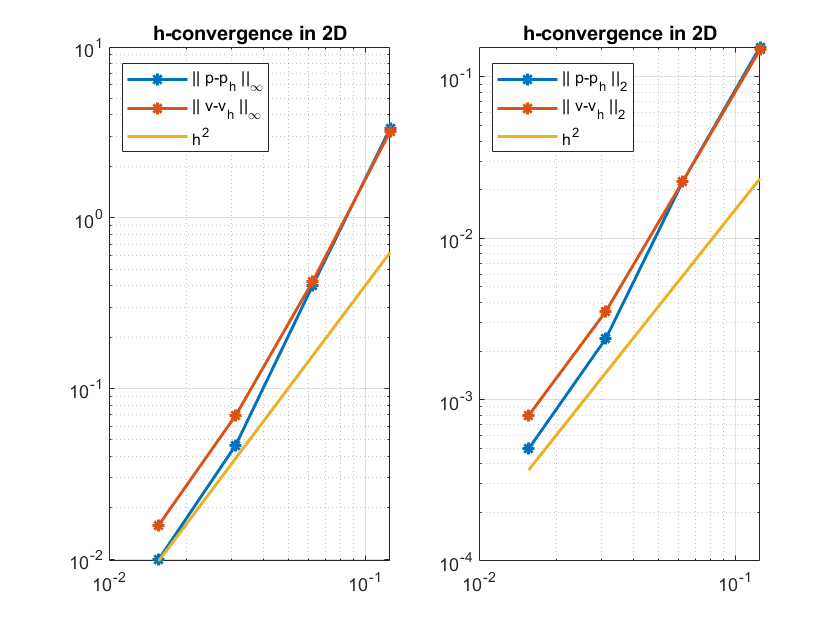 h-convergence in 2D
10^1
10^0
10^-1
10^-2
10^-2
10^-1
|| p-p_h ||_∞
|| v-v_h ||_∞
h^2
h-convergence in 2D
10^-1
10^-2
10^-3
10^-4
10^-2
10^-1
|| p-p_h ||_2
|| v-v_h ||_2
h^2